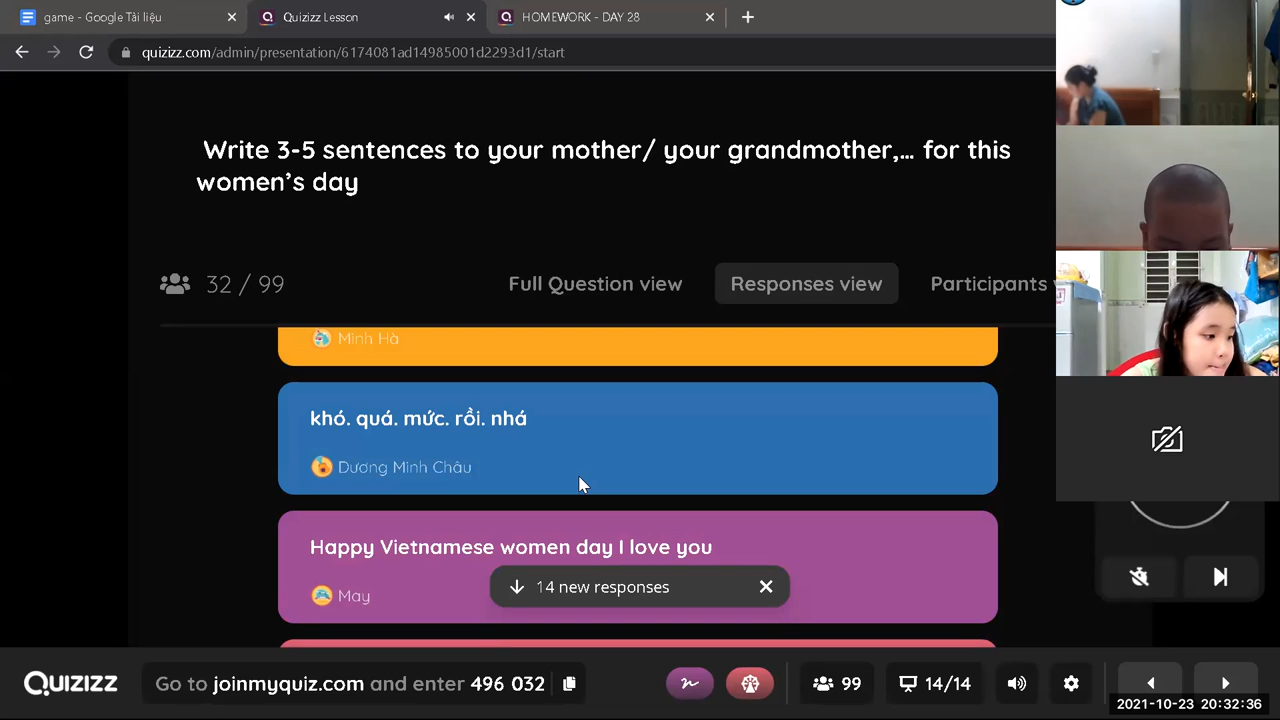 game - Google Tài liệu
Quizizz Lesson
HOMEWORK - DAY 28
quizizz.com/admin/presentation/6174081ad14985001d2293d1/start
Write 3-5 sentences to your mother/ your grandmother,... for this
women's day
32 / 99
Full Question view
Responses view
Participants
Minh Hà
khó. quá. mức. rồi. nhá
Dương Minh Châu
Happy Vietnamese women day I love you
14 new responses
May
Quizizz
Go to joinmyquiz.com and enter 496 032
99
14/14
2021-10-23 20:32:36